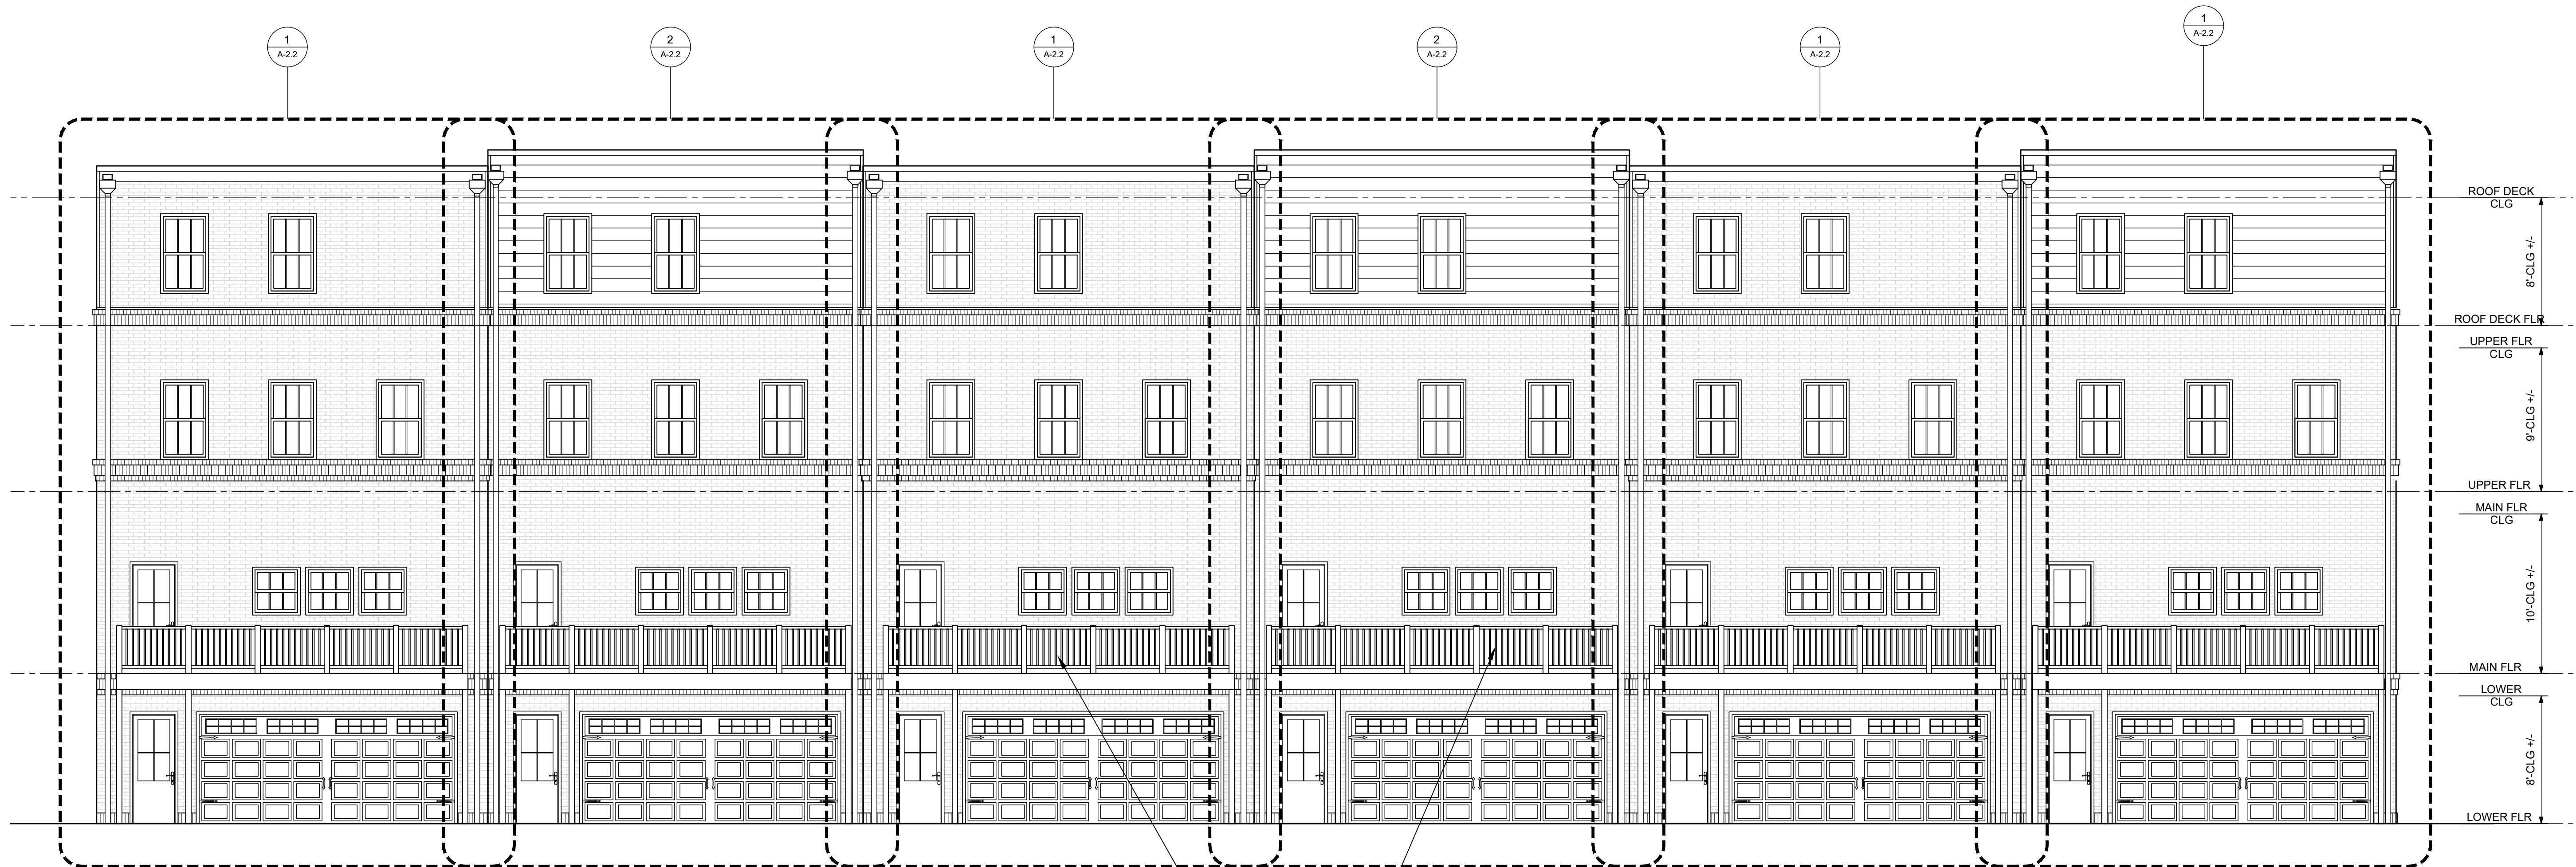 1
A-2.2
2
A-2.2
1
A-2.2
2
A-2.2
1
A-2.2
1
A-2.2
ROOF DECK
CLG
8'-CLG +/-
ROOF DECK FLR
UPPER FLR
CLG
9'-CLG +/-
UPPER FLR
MAIN FLR
CLG
10'-CLG +/-
MAIN FLR
LOWER
CLG
8'-CLG +/-
LOWER FLR